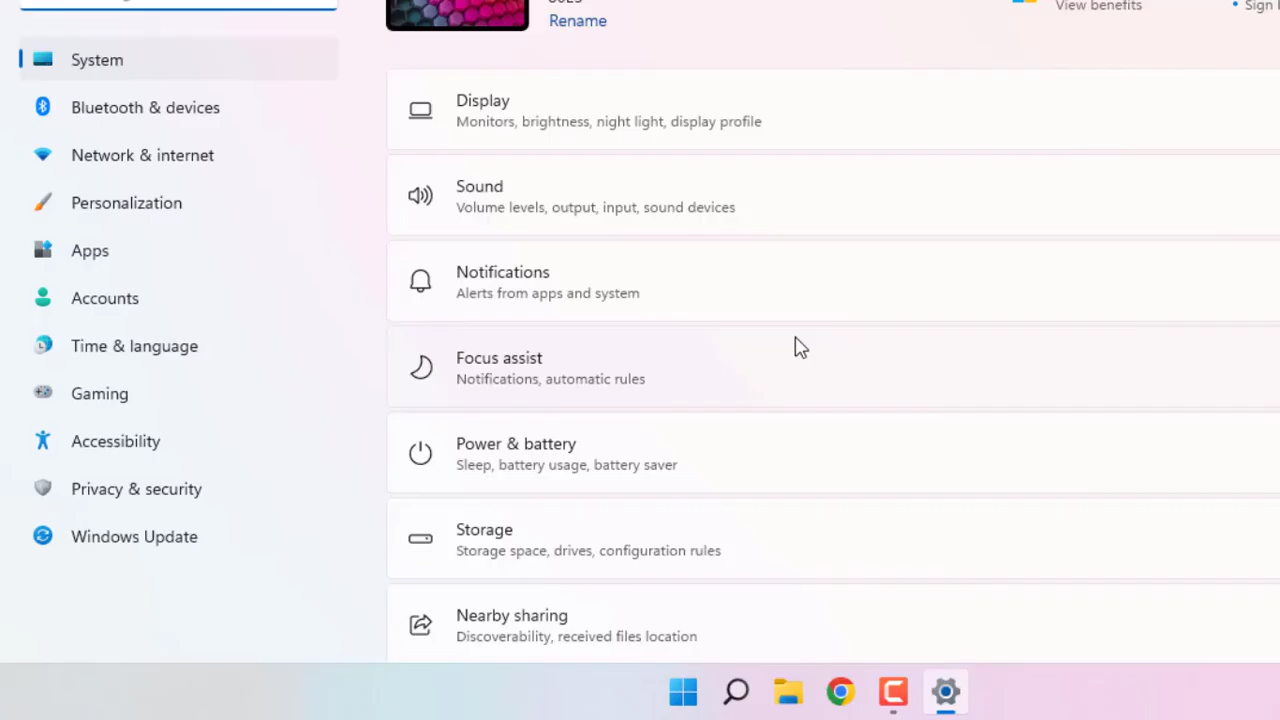 Rename
View benefits
Sign
System
Bluetooth & devices
Network & internet
Personalization
Apps
Accounts
Time & language
Gaming
Accessibility
Privacy & security
Windows Update
Display
Monitors, brightness, night light, display profile
Sound
Volume levels, output, input, sound devices
Notifications
Alerts from apps and system
Focus assist
Notifications, automatic rules
Power & battery
Sleep, battery usage, battery saver
Storage
Storage space, drives, configuration rules
Nearby sharing
Discoverability, received files location